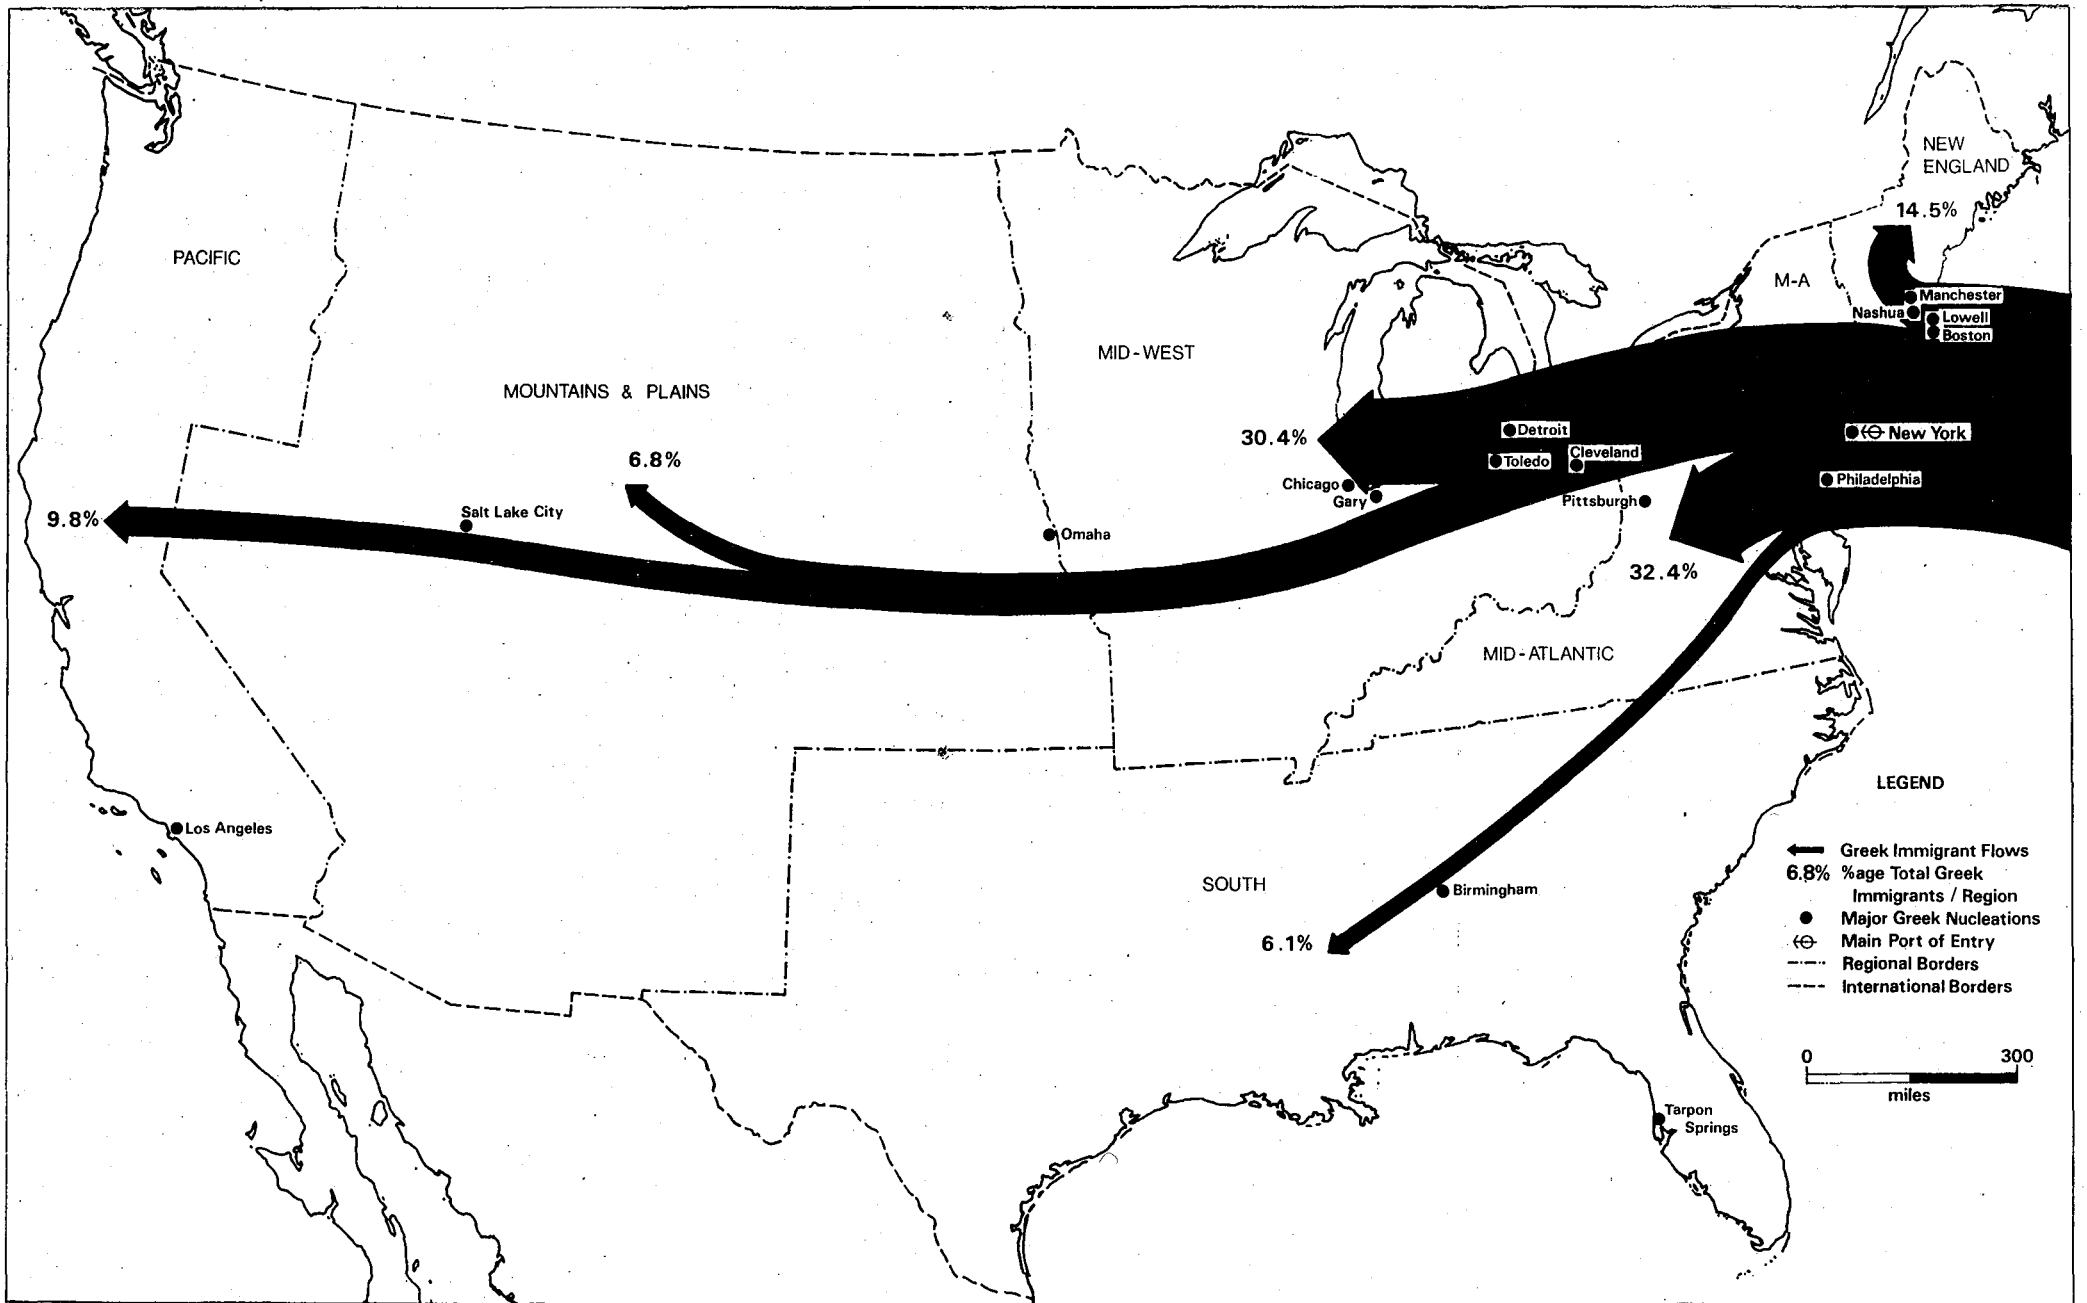 NEW
ENGLAND
14.5%
PACIFIC
M-A
Manchester
Nashua
Lowell
Boston
MID-WEST
MOUNTAINS & PLAINS
30.4%
Detroit
New York
Cleveland
Toledo
6.8%
Chicago
Gary
Pittsburgh
Philadelphia
9.8%
Salt Lake City
Omaha
32.4%
MID-ATLANTIC
Los Angeles
SOUTH
Birmingham
6.1%
Tarpon
Springs
LEGEND
Greek Immigrant Flows
6.8% %age Total Greek
Immigrants / Region
Major Greek Nucleations
Main Port of Entry
Regional Borders
International Borders
0 300
miles